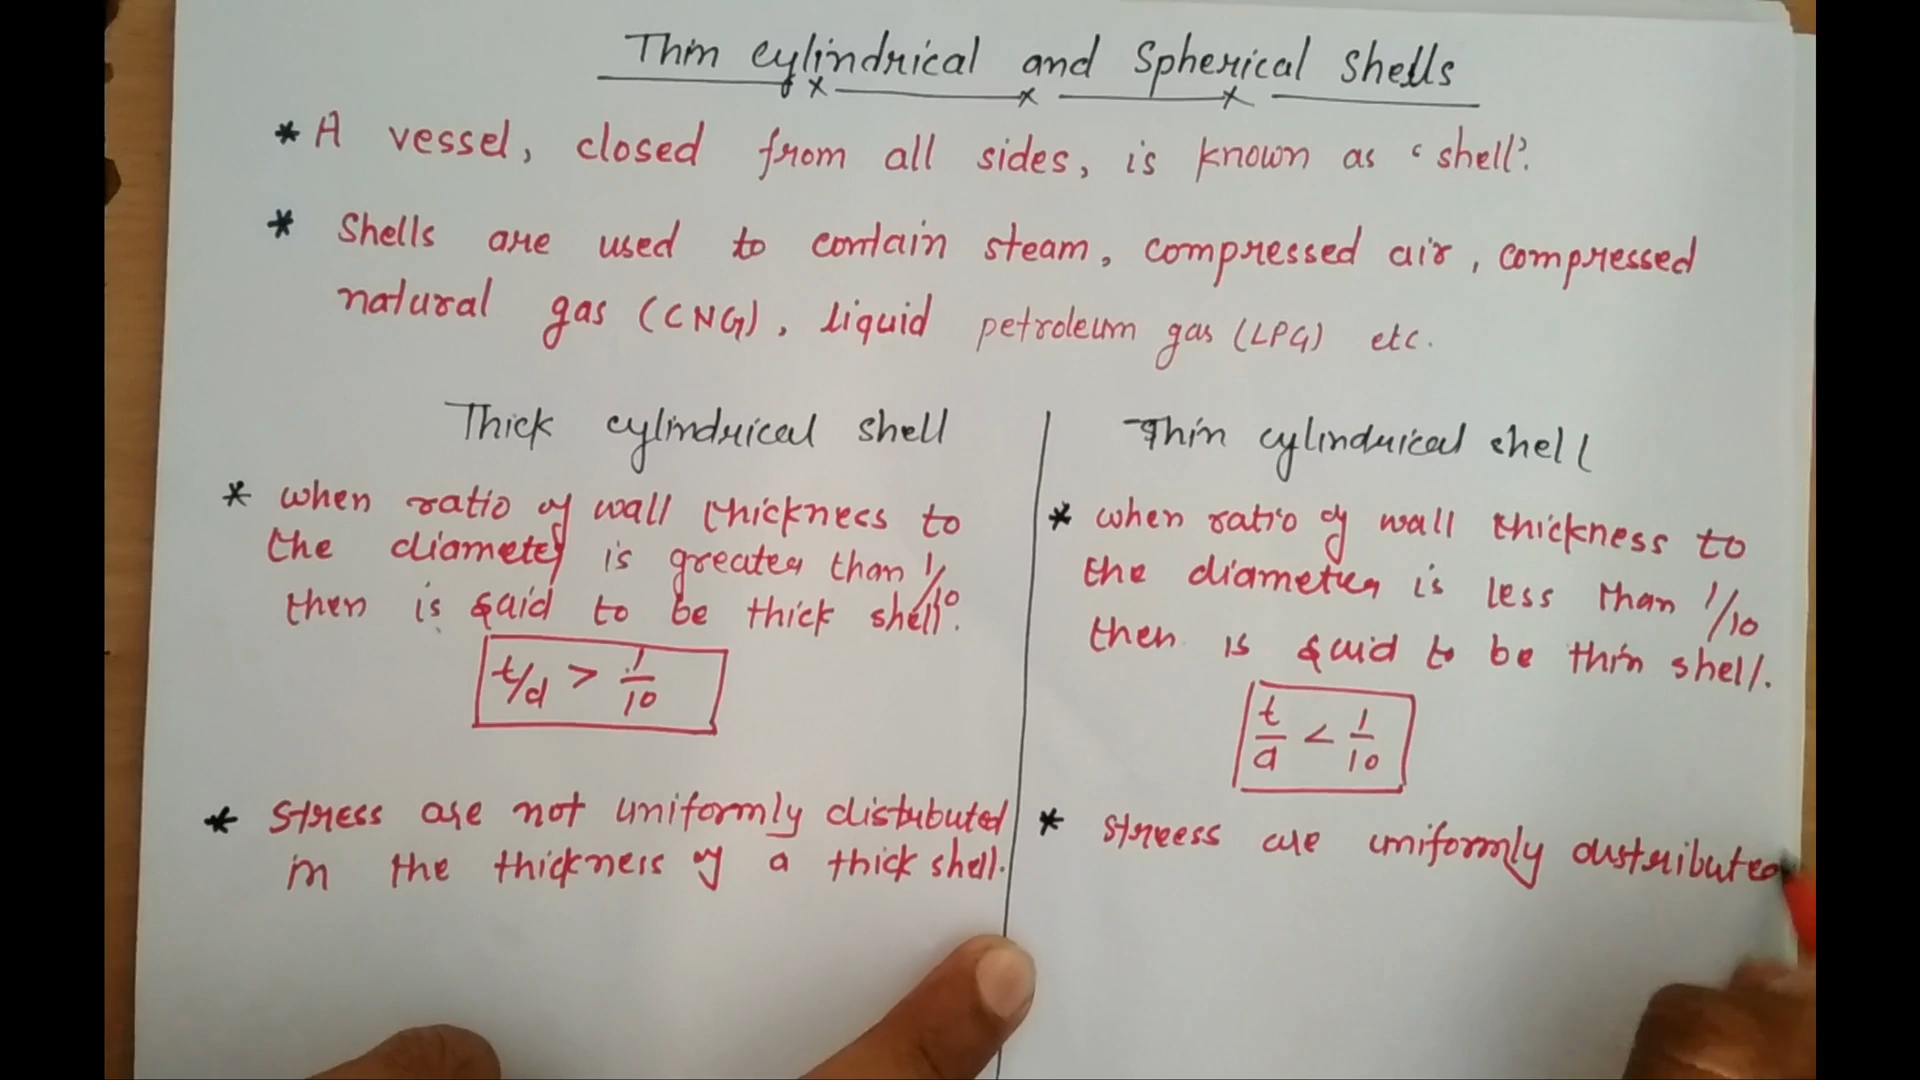 Thin cylindrical and Spherical Shells
* A vessel, closed from all sides, is known as 'shell'.
* Shells are used to contain steam, compressed air, compressed
natural gas (CNG), liquid petroleum gas (LPG) etc.
Thick cylindrical shell
* when ratio of wall thickness to
the diameter is greater than 1/10
then is said to be thick shell.
t/d > 1/10
* Stress are not uniformly distributed
in the thickness of a thick shell.
Thin cylindrical shell
* when ratio of wall thickness to
the diameter is less than 1/10
then is said to be thin shell.
t/d < 1/10
* stress are uniformly distributed